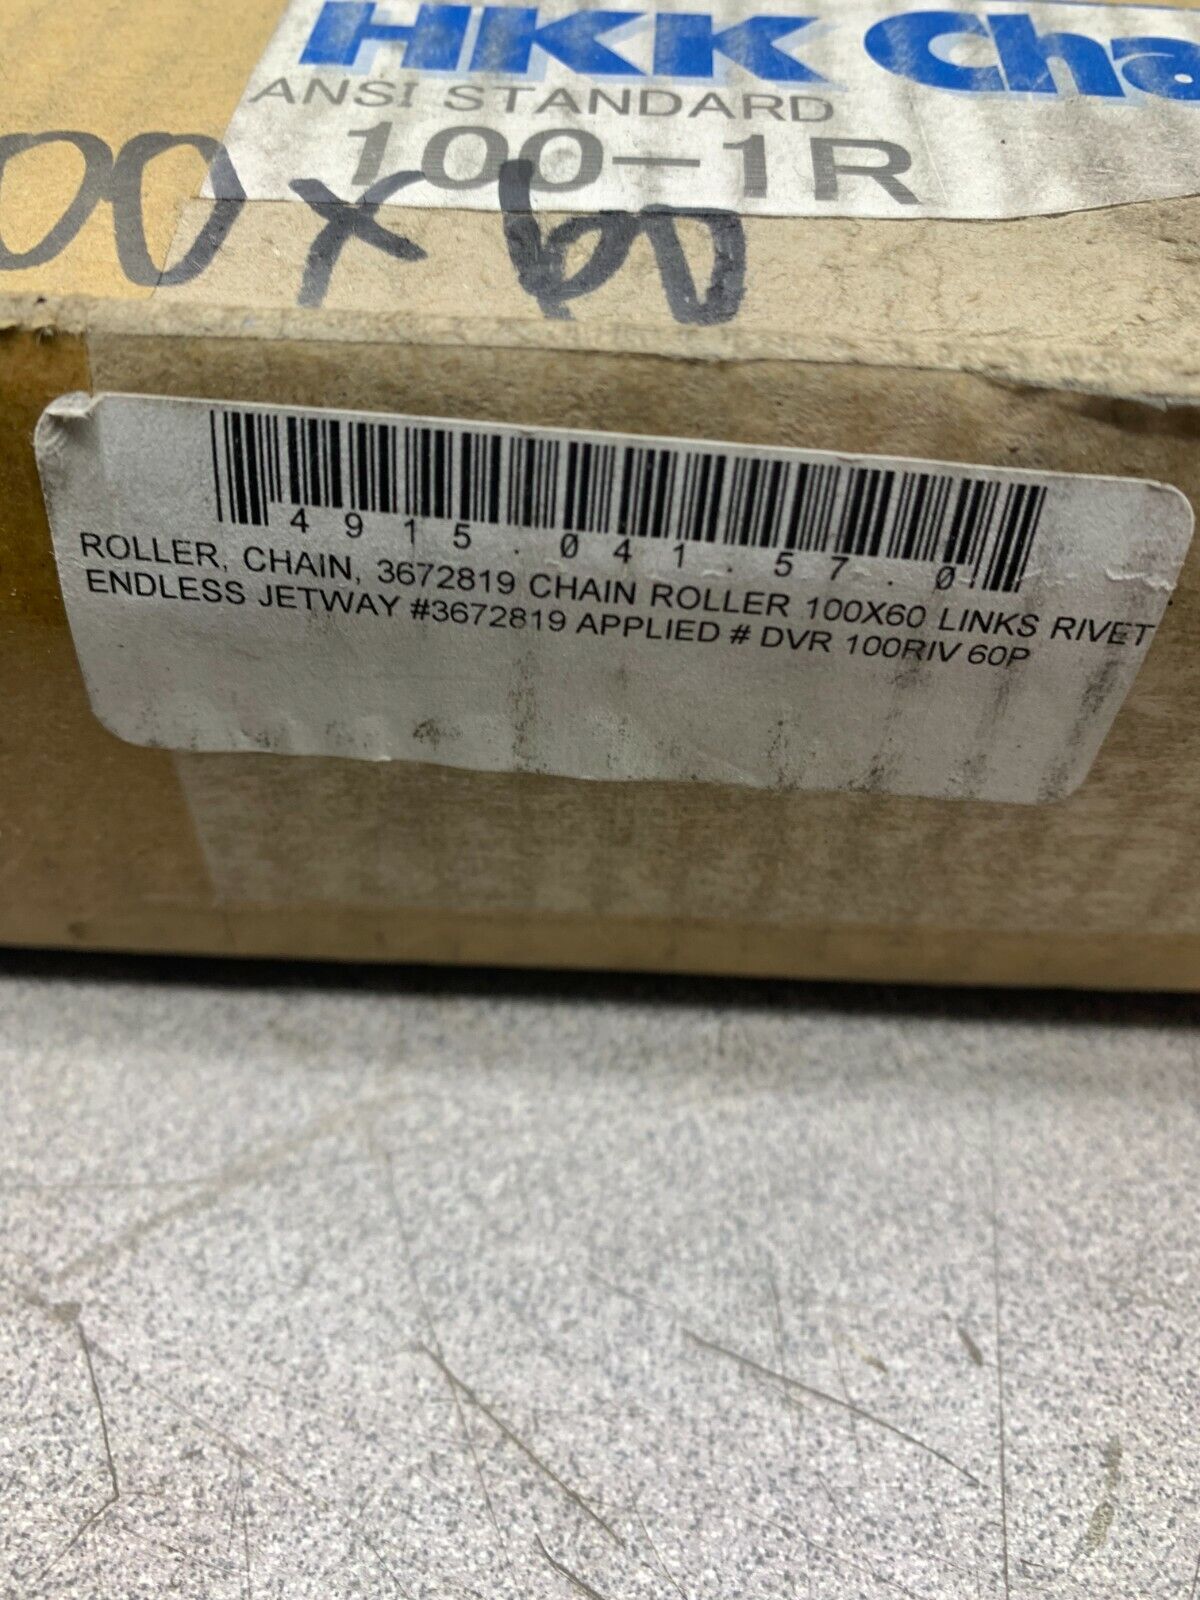 HKK Cha
ANSI STANDARD
100-1R
00 x 60
4915.041.57.0
ROLLER, CHAIN, 3672819 CHAIN ROLLER 100X60 LINKS RIVET
ENDLESS JETWAY #3672819 APPLIED # DVR 100RIV 60P